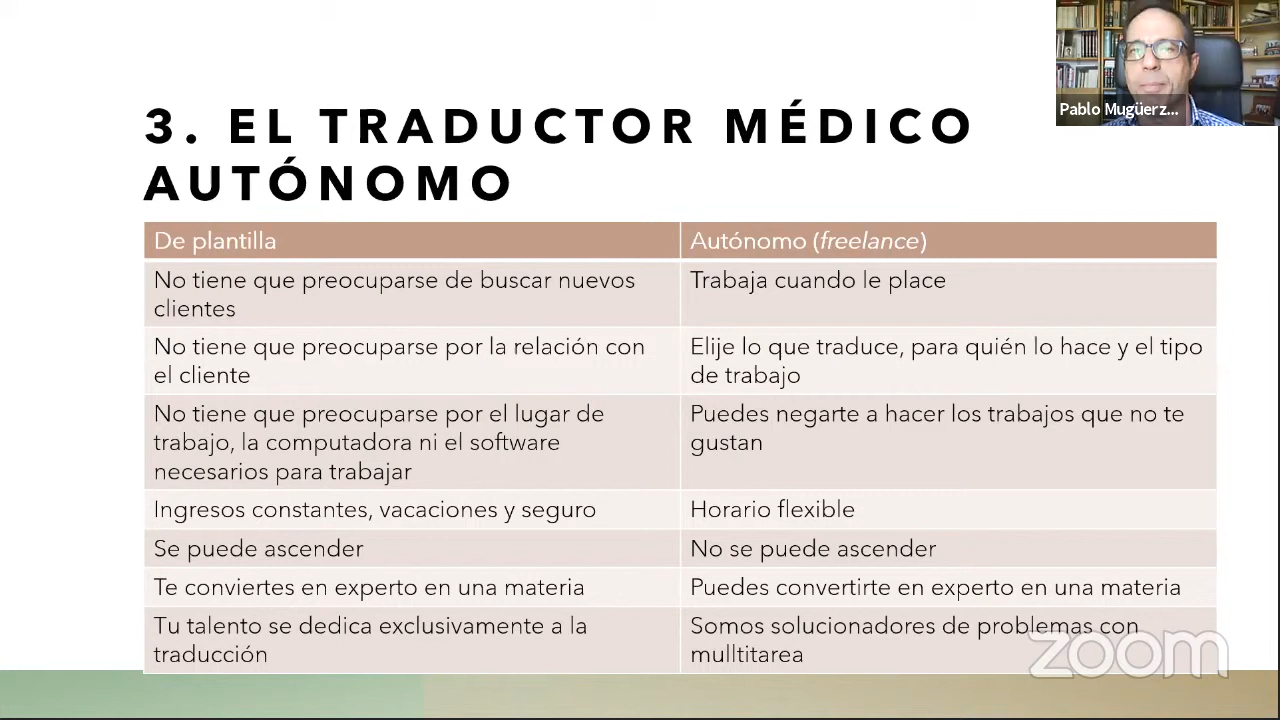 3. EL TRADUCTOR MÉDICO
AUTÓNOMO
Pablo Mugüerz...
De plantilla
Autónomo (freelance)
No tiene que preocuparse de buscar nuevos
clientes
Trabaja cuando le place
No tiene que preocuparse por la relación con
el cliente
Elije lo que traduce, para quién lo hace y el tipo
de trabajo
No tiene que preocuparse por el lugar de
trabajo, la computadora ni el software
necesarios para trabajar
Puedes negarte a hacer los trabajos que no te
gustan
Ingresos constantes, vacaciones y seguro
Horario flexible
Se puede ascender
No se puede ascender
Te conviertes en experto en una materia
Puedes convertirte en experto en una materia
Tu talento se dedica exclusivamente a la
traducción
Somos solucionadores de problemas con
mulltitarea
zoom